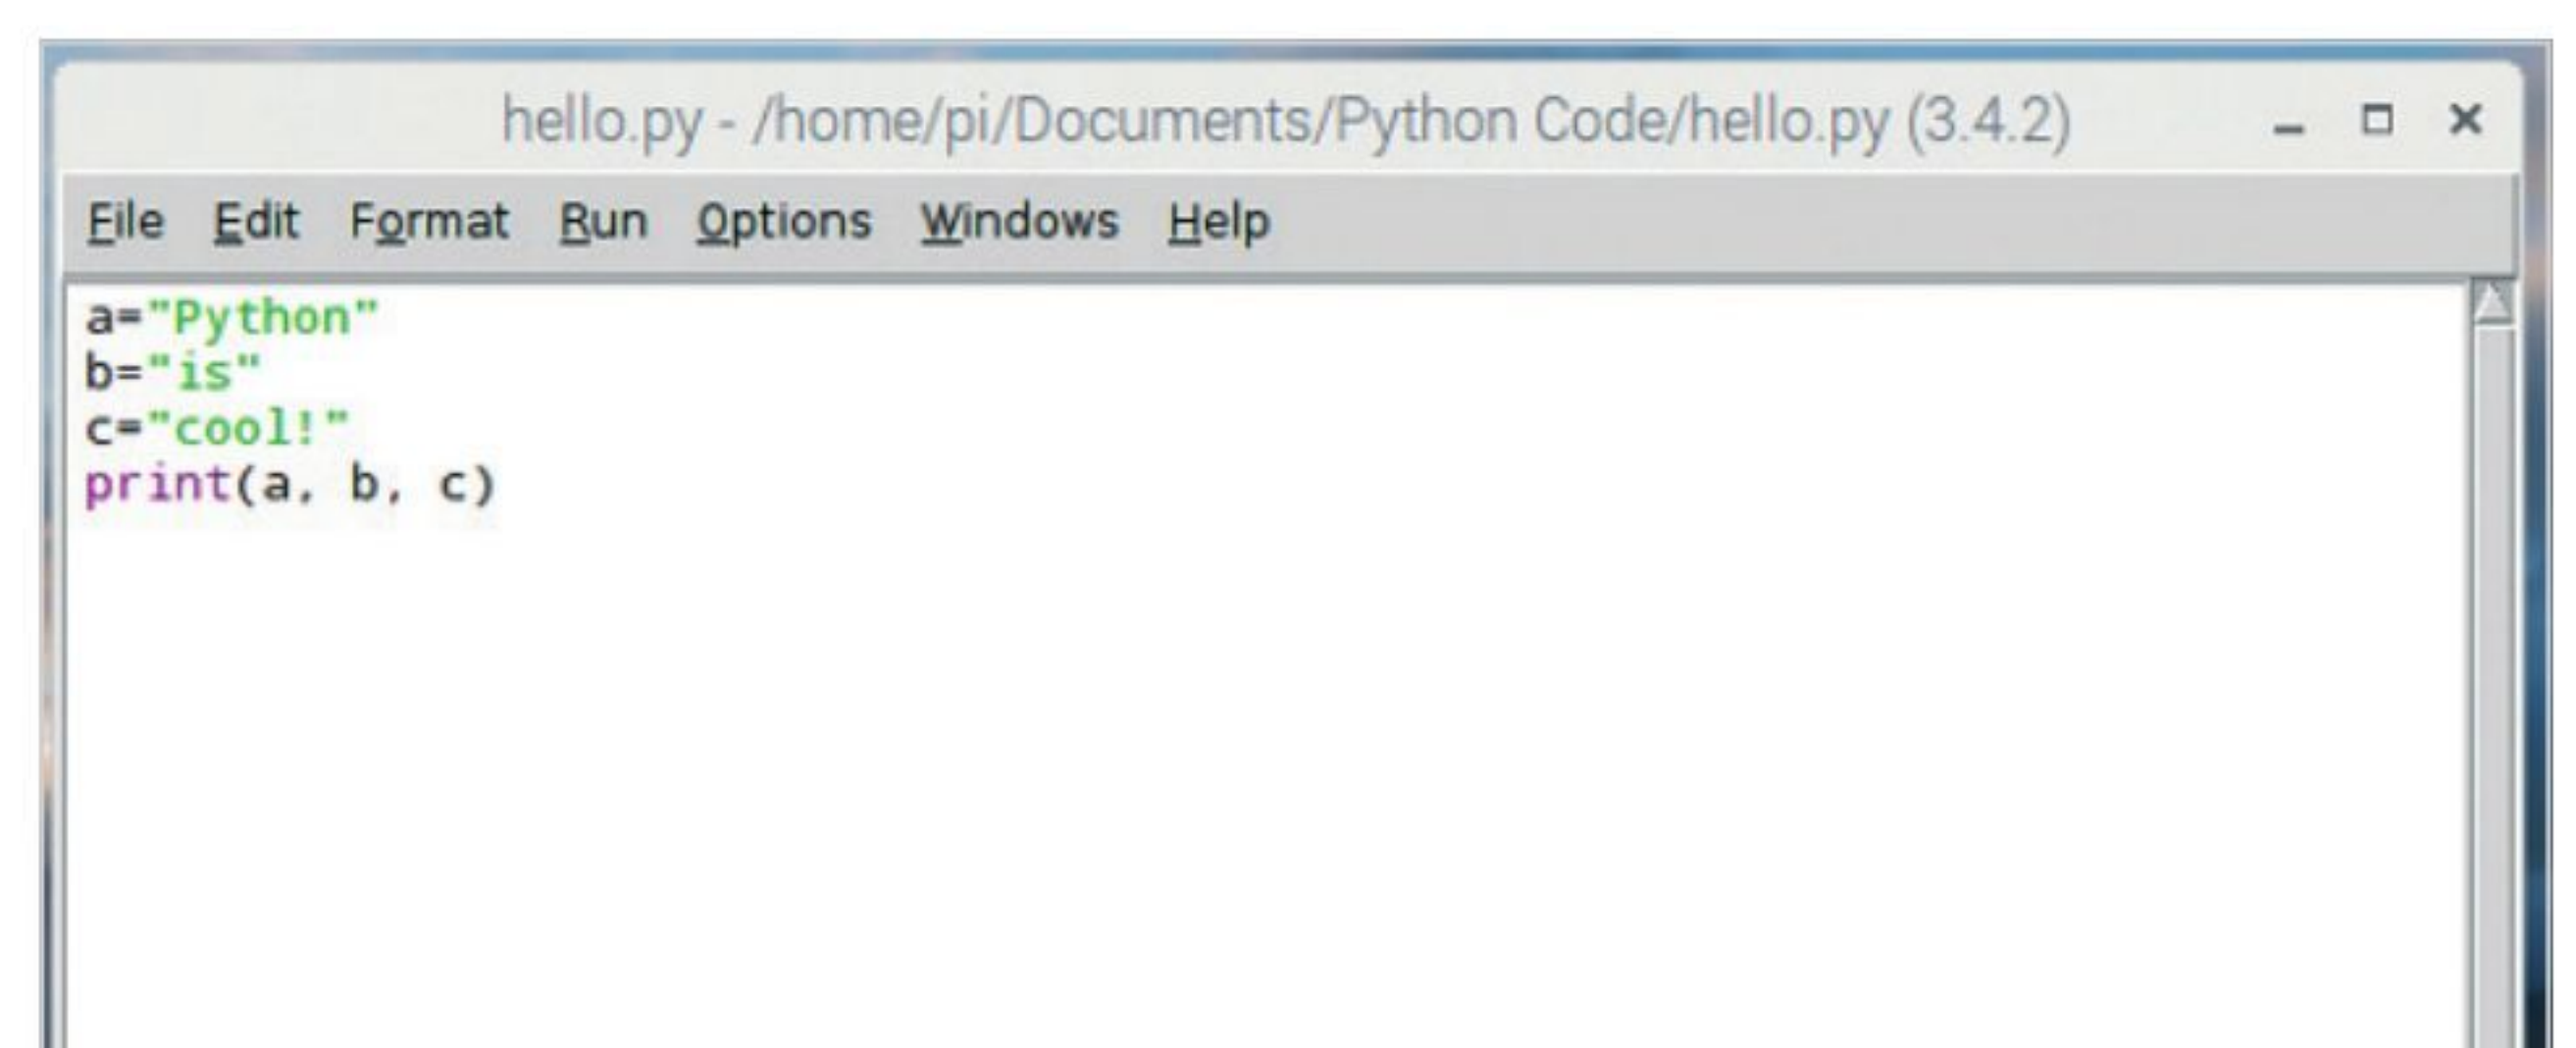 hello.py - /home/pi/Documents/Python Code/hello.py (3.4.2)
File Edit Format Run Options Windows Help
a="Python"
b="is"
c="cool!"
print(a, b, c)